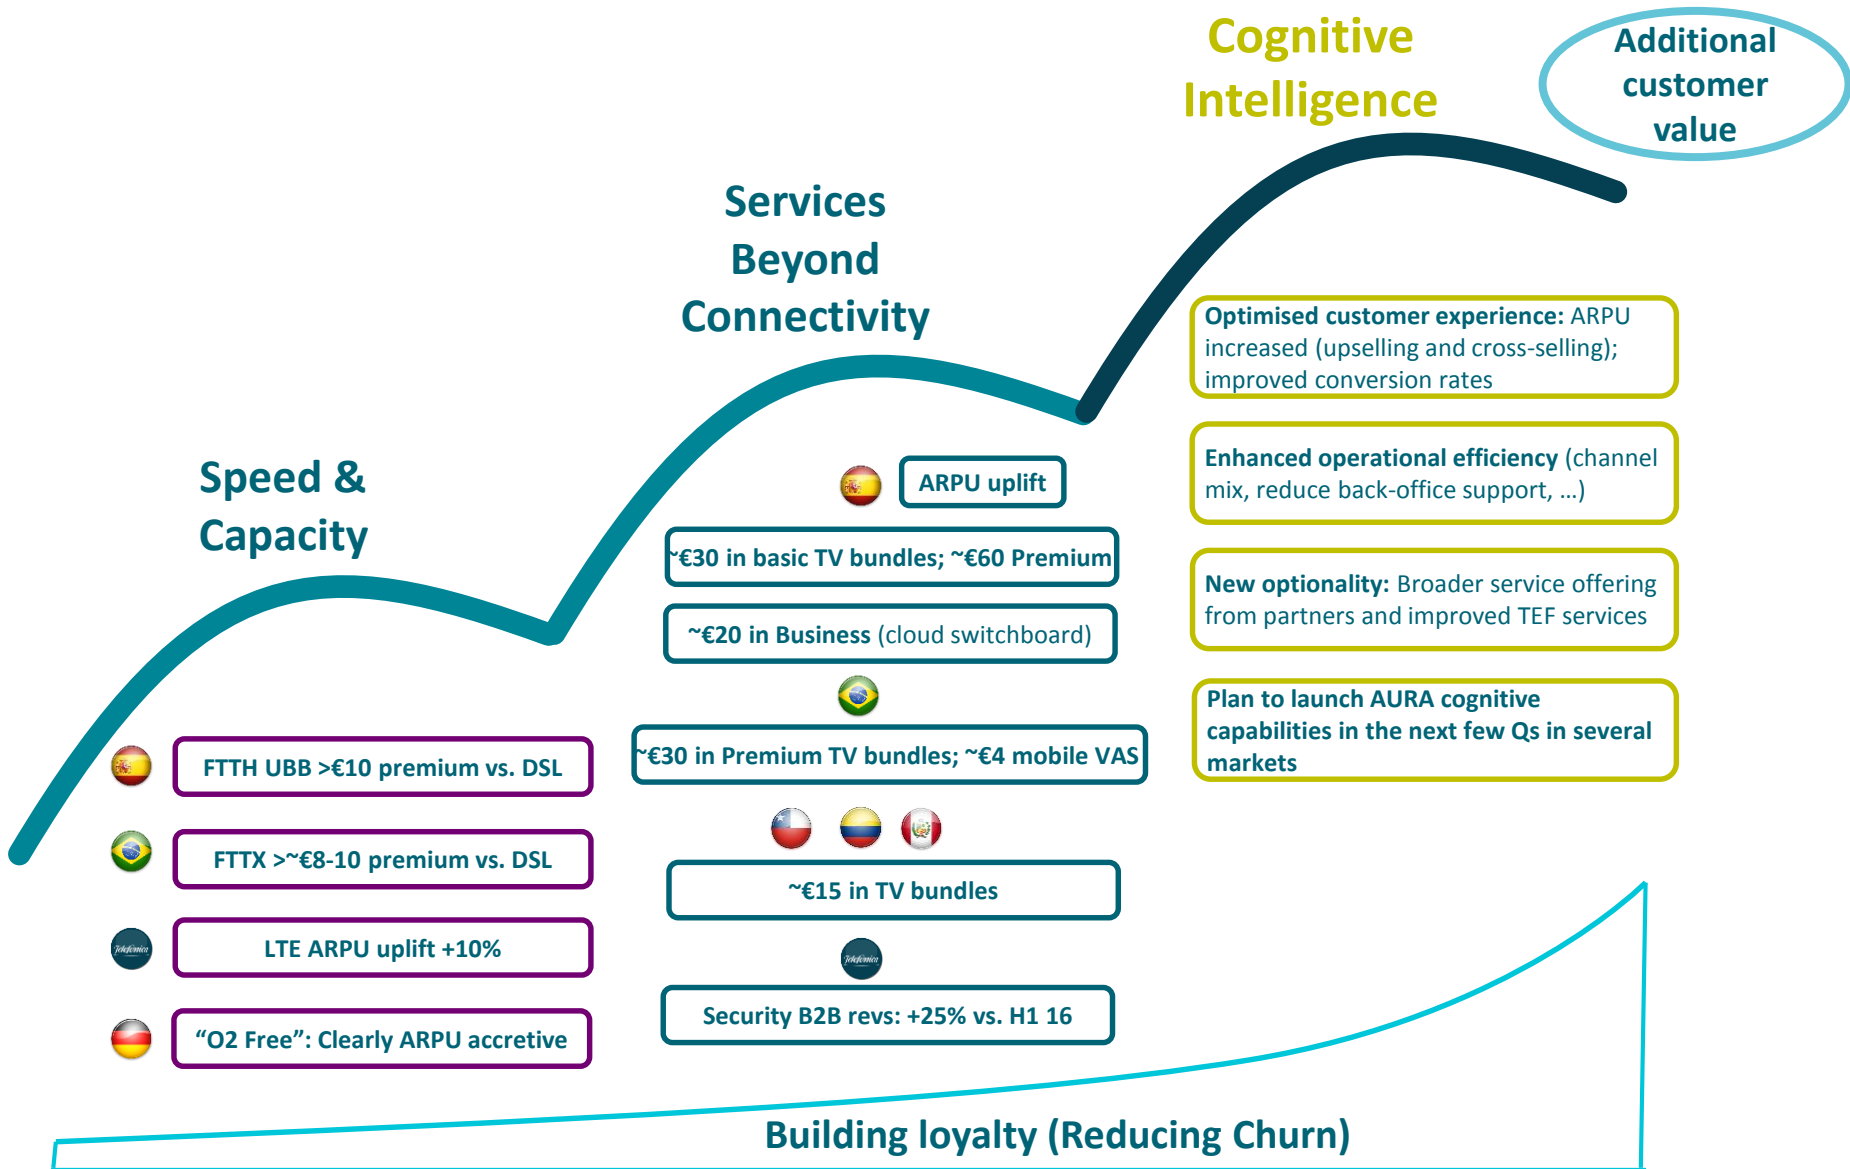 Cognitive
Intelligence
Additional
customer
value
Services
Beyond
Connectivity
Speed &
Capacity
Optimised customer experience: ARPU
increased (upselling and cross-selling);
improved conversion rates
Enhanced operational efficiency (channel
mix, reduce back-office support, …)
New optionality: Broader service offering
from partners and improved TEF services
Plan to launch AURA cognitive
capabilities in the next few Qs in several
markets
ARPU uplift
~€30 in basic TV bundles; ~€60 Premium
~€20 in Business (cloud switchboard)
~€30 in Premium TV bundles; ~€4 mobile VAS
~€15 in TV bundles
Telefónica
Security B2B revs: +25% vs. H1 16
FTTH UBB >€10 premium vs. DSL
FTTX >~€8-10 premium vs. DSL
Telefónica
LTE ARPU uplift +10%
“O2 Free”: Clearly ARPU accretive
Building loyalty (Reducing Churn)